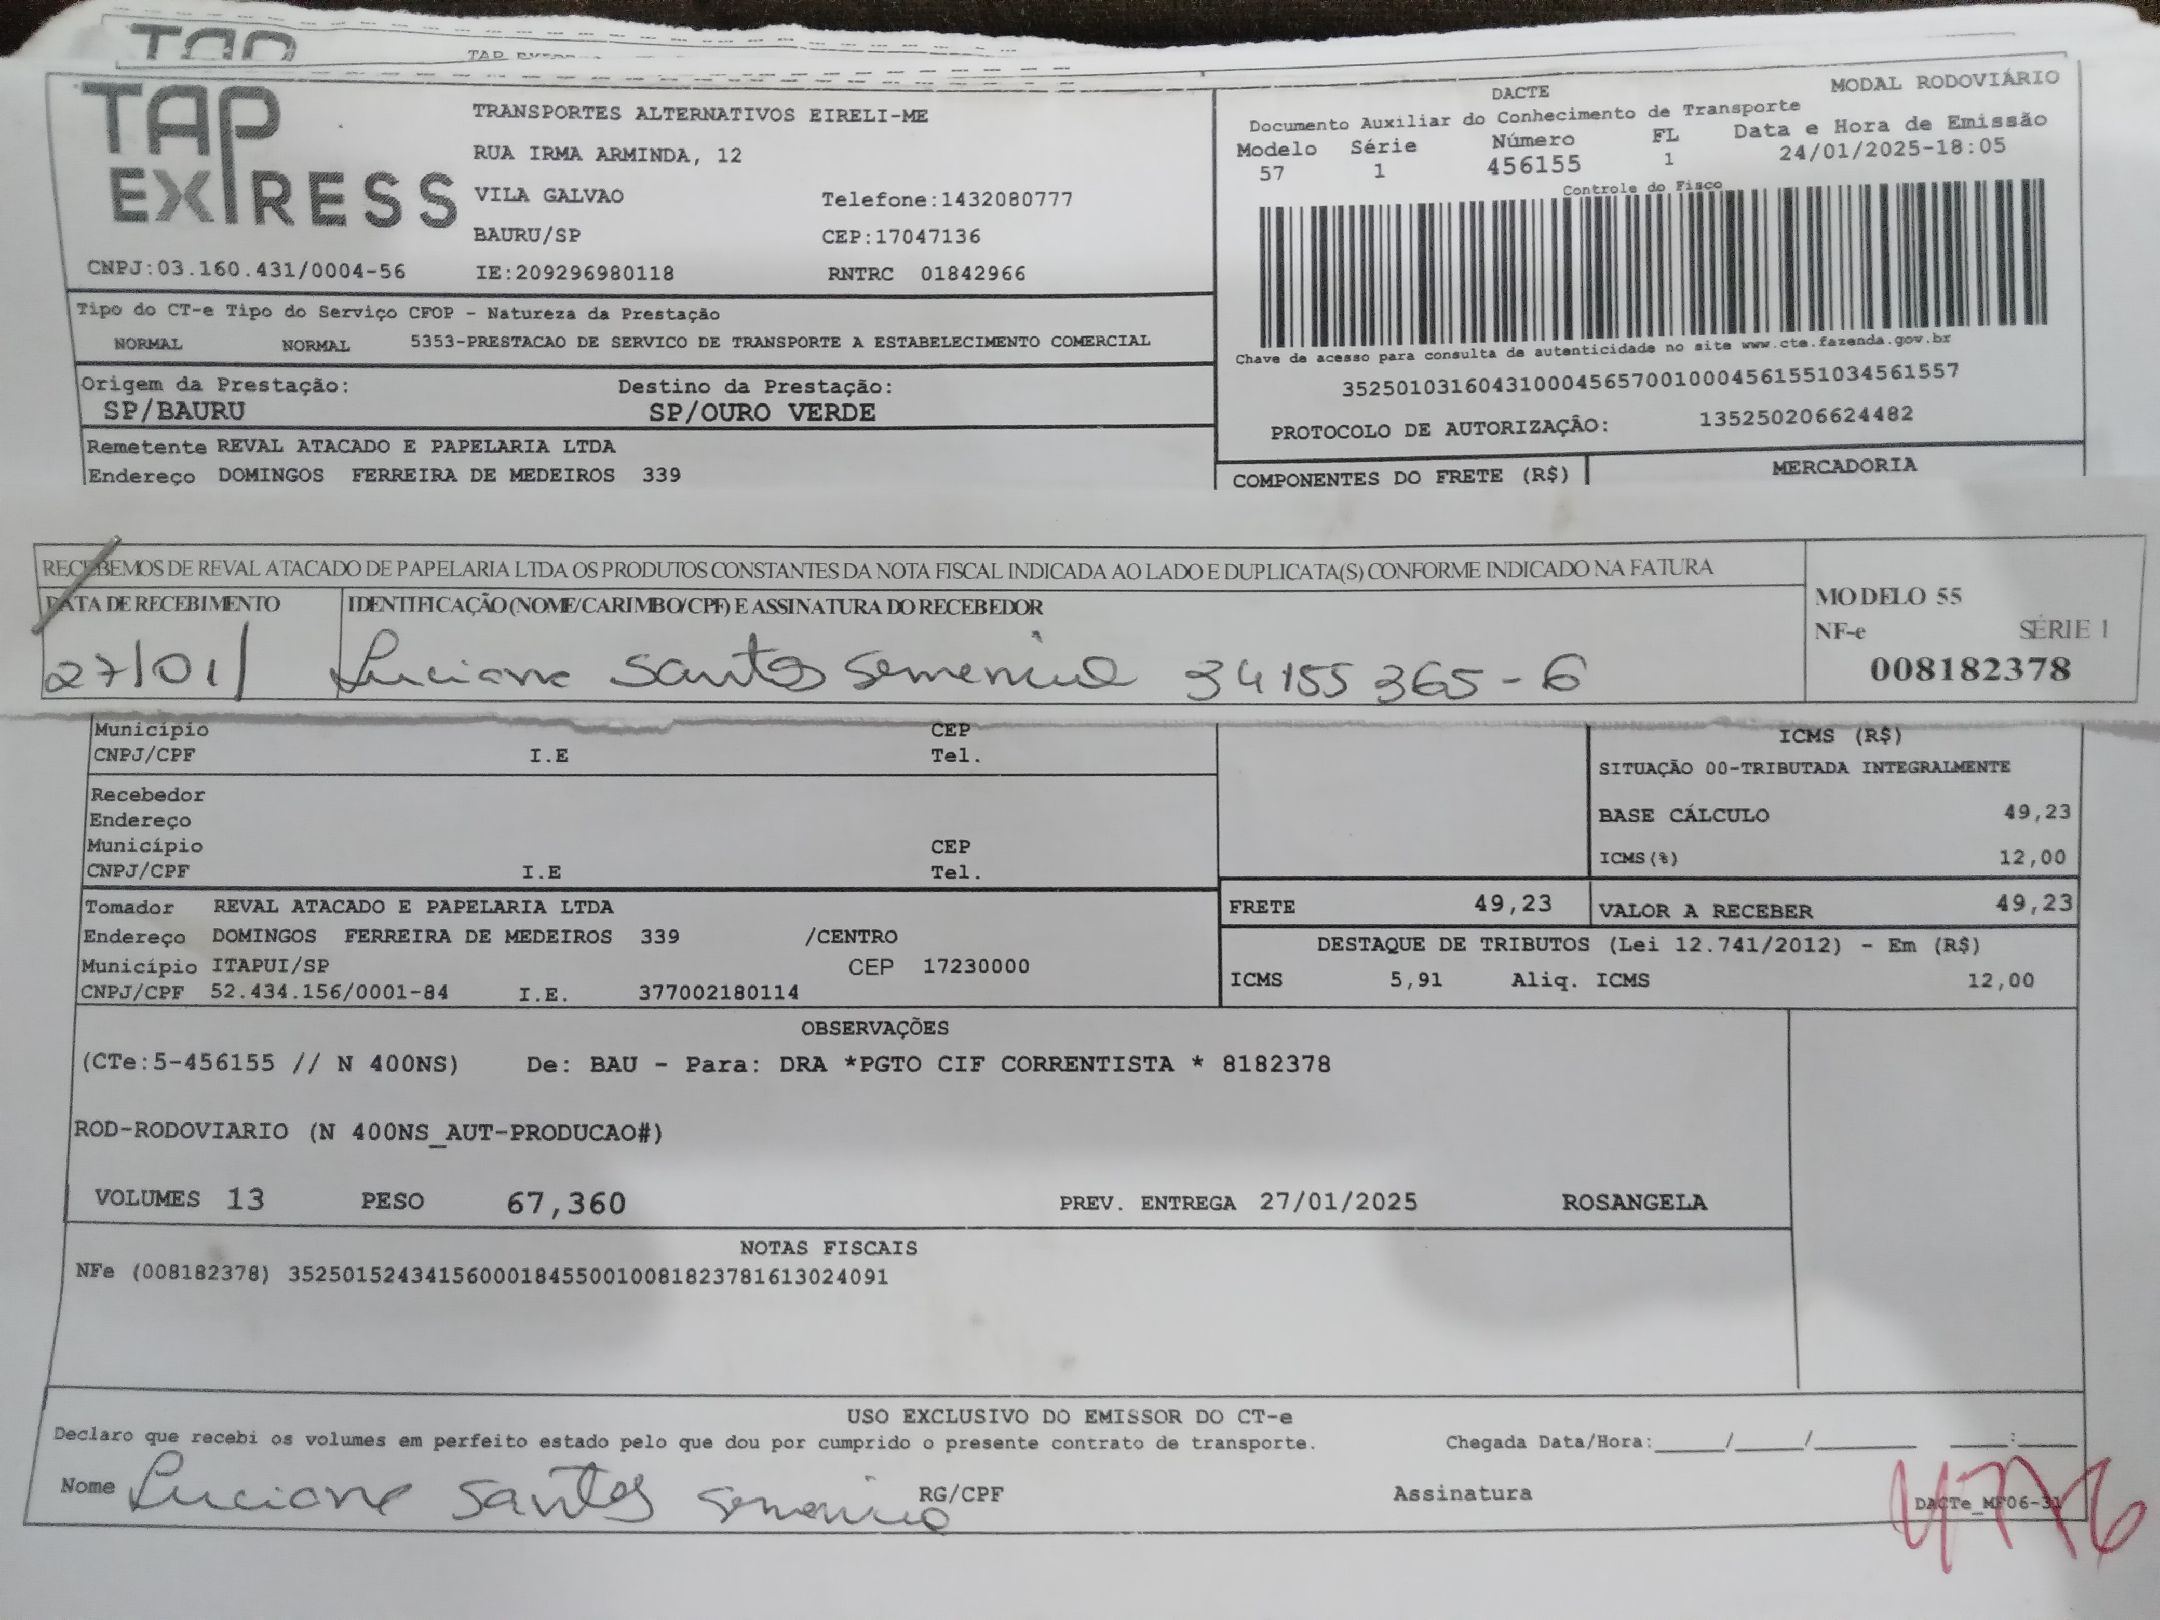 TAP EXPRESS
TRANSPORTES ALTERNATIVOS EIRELI-ME
RUA IRMA ARMINDA, 12
VILA GALVAO Telefone:1432080777
BAURU/SP CEP:17047136
CNPJ:03.160.431/0004-56 IE:209296980118 RNTRC 01842966
DACTE MODAL RODOVIÁRIO
Documento Auxiliar do Conhecimento de Transporte
Modelo Série Número FL Data e Hora de Emissão
57 1 456155 1 24/01/2025-18:05
Controle do Fisco
Chave de acesso para consulta de autenticidade no site www.cte.fazenda.gov.br
35250103160431000456570010004561551034561557
PROTOCOLO DE AUTORIZAÇÃO: 135250206624482
Tipo do CT-e Tipo do Serviço CFOP - Natureza da Prestação
NORMAL NORMAL 5353-PRESTACAO DE SERVICO DE TRANSPORTE A ESTABELECIMENTO COMERCIAL
Origem da Prestação: Destino da Prestação:
SP/BAURU SP/OURO VERDE
Remetente REVAL ATACADO E PAPELARIA LTDA
Endereço DOMINGOS FERREIRA DE MEDEIROS 339
COMPONENTES DO FRETE (R$) MERCADORIA
RECEBEMOS DE REVAL ATACADO DE PAPELARIA LTDA OS PRODUTOS CONSTANTES DA NOTA FISCAL INDICADA AO LADO E DUPLICATA(S) CONFORME INDICADO NA FATURA
DATA DE RECEBIMENTO IDENTIFICAÇÃO (NOME/CARIMBO/CPF) E ASSINATURA DO RECEBEDOR
27/01/ Luciane Santos 34155365-6
MODELO 55
NF-e SÉRIE 1
008182378
Município CEP
CNPJ/CPF I.E Tel.
Recebedor
Endereço
Município CEP
CNPJ/CPF I.E Tel.
ICMS (R$)
SITUAÇÃO 00-TRIBUTADA INTEGRALMENTE
BASE CÁLCULO 49,23
ICMS(%) 12,00
FRETE 49,23 VALOR A RECEBER 49,23
DESTAQUE DE TRIBUTOS (Lei 12.741/2012) - Em (R$)
ICMS 5,91 Aliq. ICMS 12,00
Tomador REVAL ATACADO E PAPELARIA LTDA
Endereço DOMINGOS FERREIRA DE MEDEIROS 339 /CENTRO
Município ITAPUI/SP CEP 17230000
CNPJ/CPF 52.434.156/0001-84 I.E. 377002180114
OBSERVAÇÕES
(CTe:5-456155 // N 400NS) De: BAU - Para: DRA *PGTO CIF CORRENTISTA * 8182378
ROD-RODOVIARIO (N 400NS_AUT-PRODUCAO#)
VOLUMES 13 PESO 67,360 PREV. ENTREGA 27/01/2025 ROSANGELA
NOTAS FISCAIS
NFe (008182378) 35250152434156000184550010081823781613024091
USO EXCLUSIVO DO EMISSOR DO CT-e
Declaro que recebi os volumes em perfeito estado pelo que dou por cumprido o presente contrato de transporte. Chegada Data/Hora:_____/_____/_______ ____:____
Nome Luciane Santos RG/CPF Assinatura